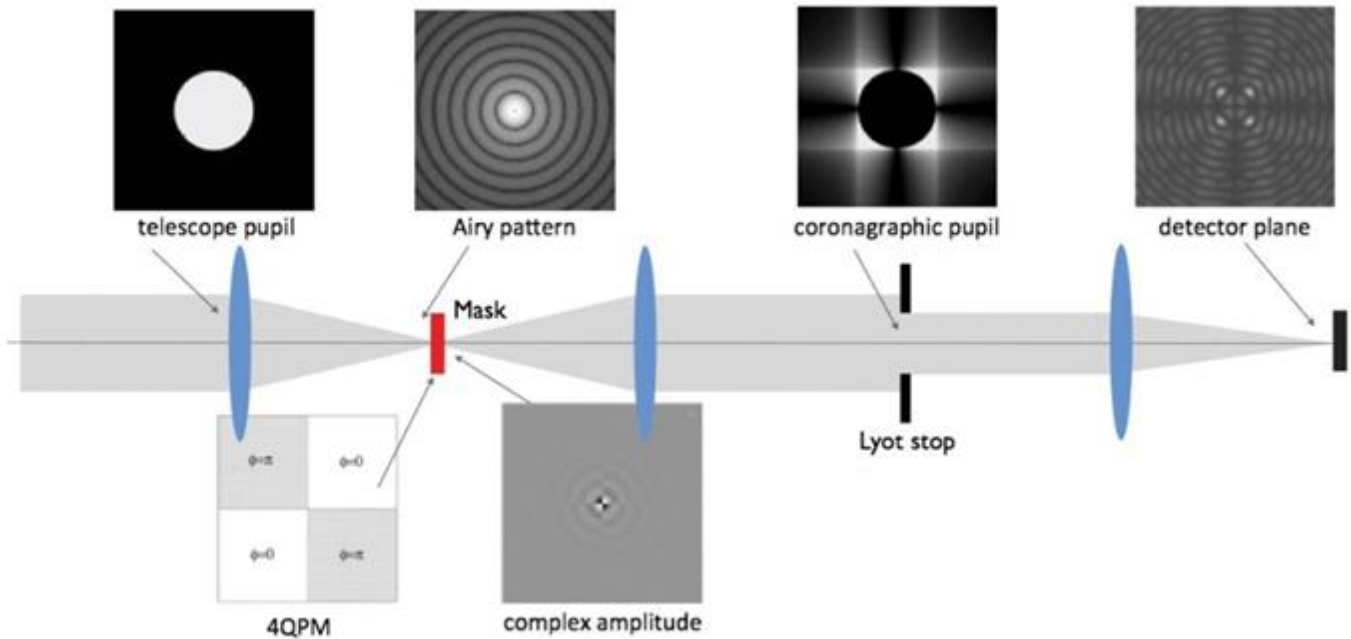 telescope pupil
Airy pattern
coronagraphic pupil
detector plane
Mask
Lyot stop
ϕ=π
ϕ=0
ϕ=0
ϕ=π
4QPM
complex amplitude